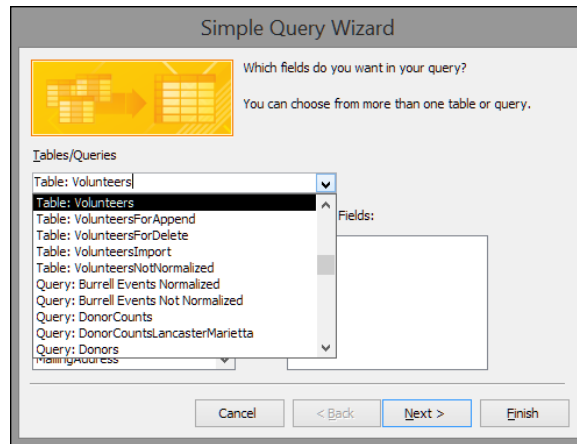 Simple Query Wizard
Which fields do you want in your query?
You can choose from more than one table or query.
Tables/Queries
Table: Volunteers
Table: Volunteers
Table: VolunteersForAppend
Fields:
Table: VolunteersForDelete
Table: VolunteersImport
Table: VolunteersNotNormalized
Query: Burrell Events Normalized
Query: Burrell Events Not Normalized
Query: DonorCounts
Query: DonorCountsLancasterMarietta
Query: Donors
MailingAddress
Cancel < Back Next > Finish